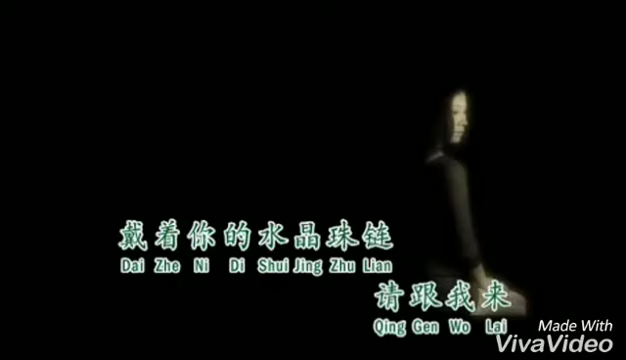 戴着你的水晶珠链
Dai Zhe Ni Di Shui Jing Zhu Lian
请跟我来
Qing Gen Wo Lai
Made With
VivaVideo